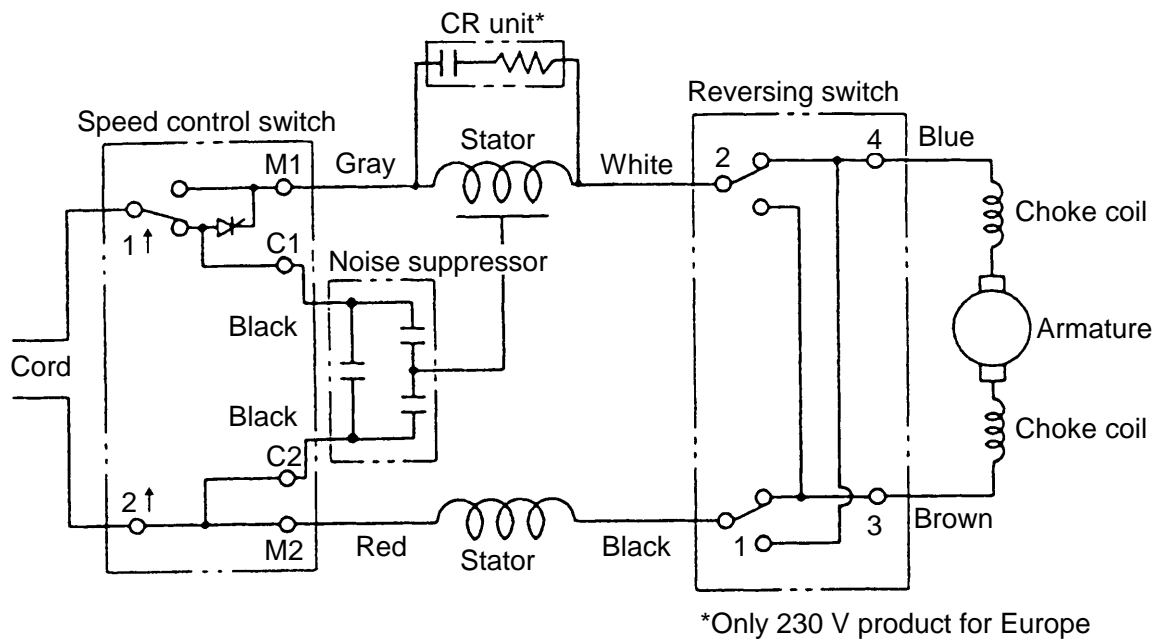 CR unit*
Reversing switch
Speed control switch
Stator
M1
Gray
White
2
4
Blue
1↑
C1
Choke coil
Noise suppressor
Black
Armature
Cord
Black
Choke coil
C2
2↑
M2
Red
Stator
Black
1
3
Brown
*Only 230 V product for Europe